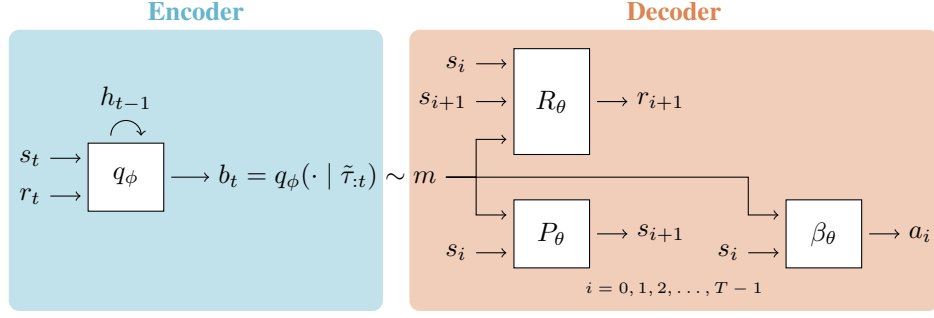 Encoder
h_{t-1}
s_t
r_t
q_ϕ
b_t = q_ϕ(· | τ̃_{:t}) ∼ m
Decoder
s_i
s_{i+1}
R_θ
r_{i+1}
P_θ
s_{i+1}
s_i
β_θ
a_i
s_i
i = 0, 1, 2, . . . , T − 1